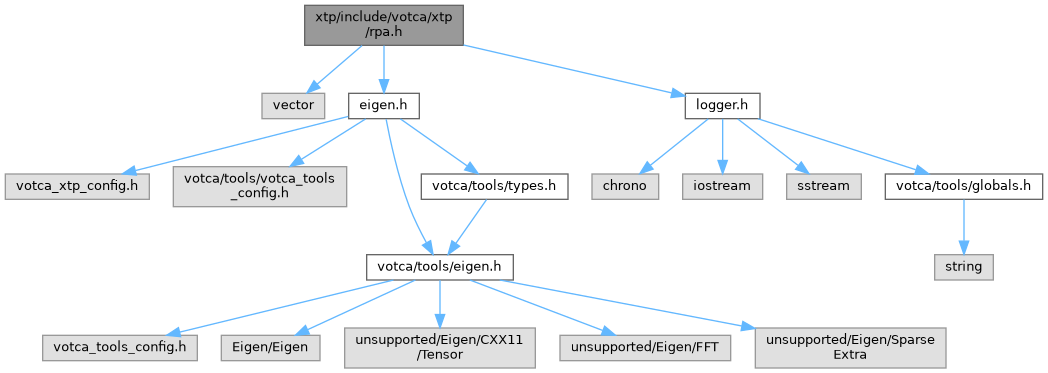 xtp/include/votca/xtp
/rpa.h
vector
eigen.h
logger.h
votca_xtp_config.h
votca/tools/votca_tools
_config.h
votca/tools/types.h
chrono
iostream
sstream
votca/tools/globals.h
votca/tools/eigen.h
string
votca_tools_config.h
Eigen/Eigen
unsupported/Eigen/CXX11
/Tensor
unsupported/Eigen/FFT
unsupported/Eigen/Sparse
Extra